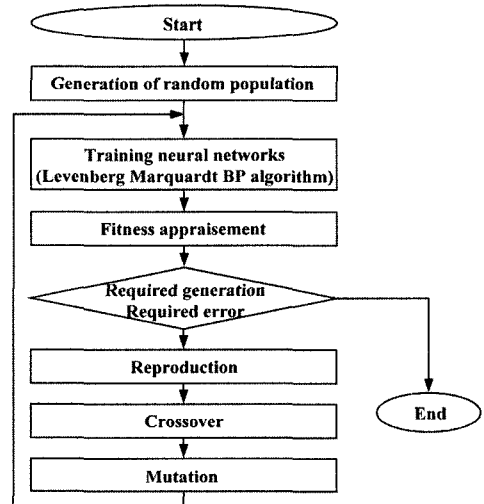 Start
Generation of random population
Training neural networks
(Levenberg Marquardt BP algorithm)
Fitness appraisement
Required generation
Required error
Reproduction
Crossover
End
Mutation